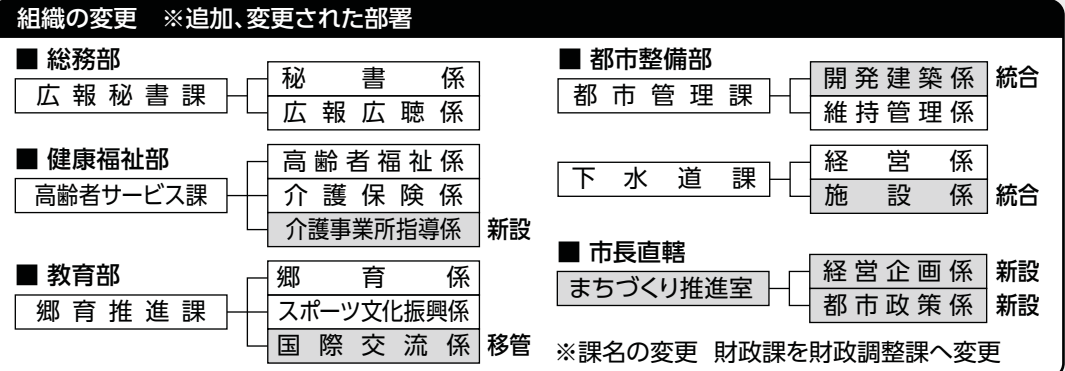 組織の変更　※追加、変更された部署
■ 総務部
広報秘書課
秘書係
広報広聴係
■ 健康福祉部
高齢者サービス課
高齢者福祉係
介護保険係
介護事業所指導係 新設
■ 教育部
郷育推進課
郷育係
スポーツ文化振興係
国際交流係 移管
■ 都市整備部
都市管理課
開発建築係 統合
維持管理係
下水道課
経営係
施設係 統合
■ 市長直轄
まちづくり推進室
経営企画係 新設
都市政策係 新設
※課名の変更　財政課を財政調整課へ変更